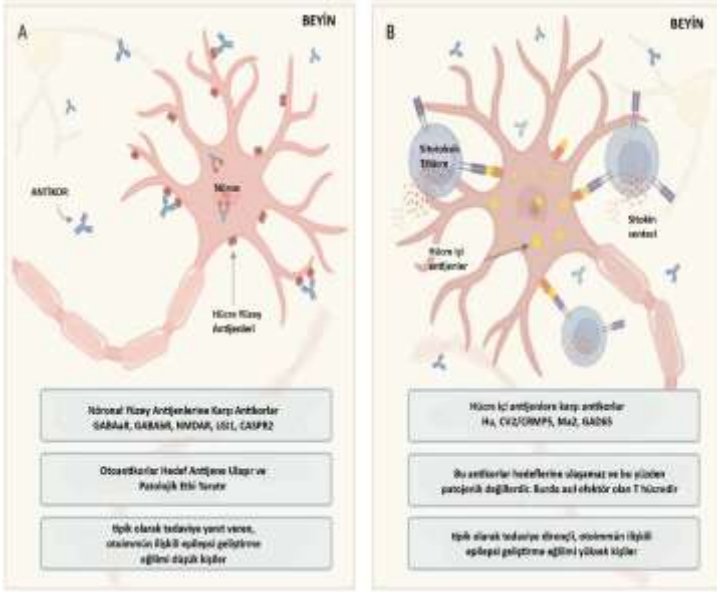 A
BEYİN
ANTİKOR
Nöron
Hücre Yüzey
Antijenleri
Nöronal Yüzey Antijenlerine Karşı Antikorlar
GABAaR, GABAbR, NMDAR, LGI1, CASPR2
Otoantikorlar Hedef Antijene Ulaşır ve
Patolojik Etki Yaratır
tipik olarak tedaviye yanıt veren,
otoimmün ilişkili epilepsi geliştirme
eğilimi düşük kişiler
B
BEYİN
Sitotoksik
T Hücre
Sitokin
sentezi
Hücre içi
antijenler
Hücre içi antijenlere karşı antikorlar
Hu, CV2/CRMP5, Ma2, GAD65
Bu antikorlar hedeflerine ulaşamaz ve bu yüzden
patojenik değillerdir. Burda asıl efektör olan T hücredir
tipik olarak tedaviye dirençli, otoimmün ilişkili
epilepsi geliştirme eğilimi yüksek kişiler